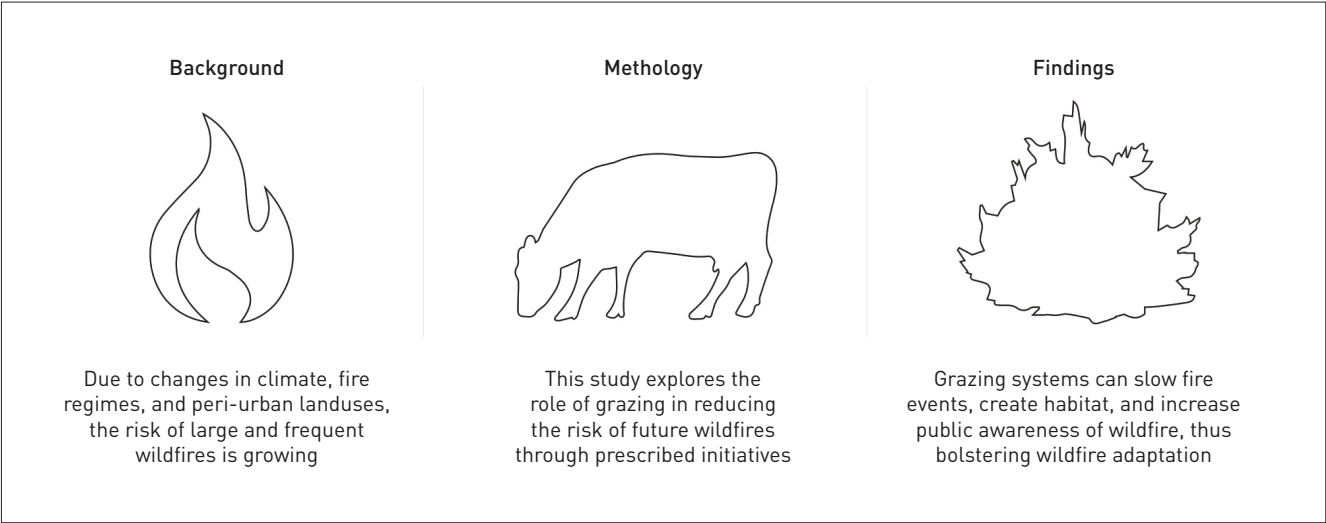 Background
Due to changes in climate, fire
regimes, and peri-urban landuses,
the risk of large and frequent
wildfires is growing
Methology
This study explores the
role of grazing in reducing
the risk of future wildfires
through prescribed initiatives
Findings
Grazing systems can slow fire
events, create habitat, and increase
public awareness of wildfire, thus
bolstering wildfire adaptation